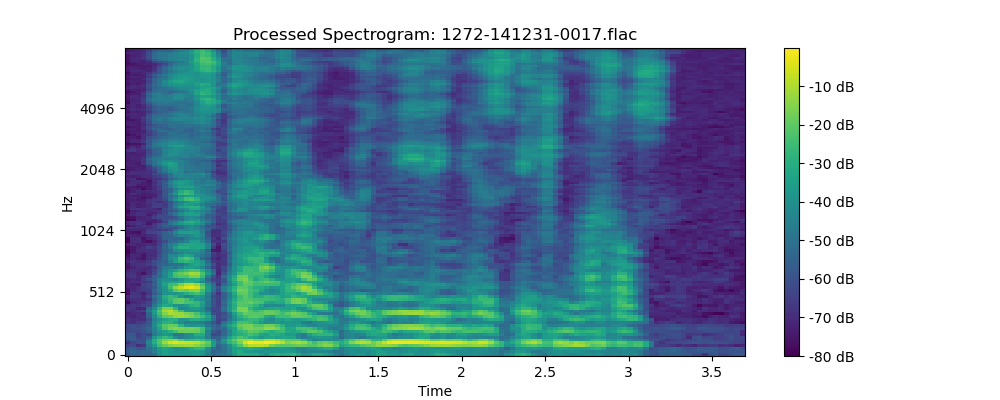 Processed Spectrogram: 1272-141231-0017.flac
Hz
4096
2048
1024
512
0
0
0.5
1
1.5
2
2.5
3
3.5
Time
-10 dB
-20 dB
-30 dB
-40 dB
-50 dB
-60 dB
-70 dB
-80 dB